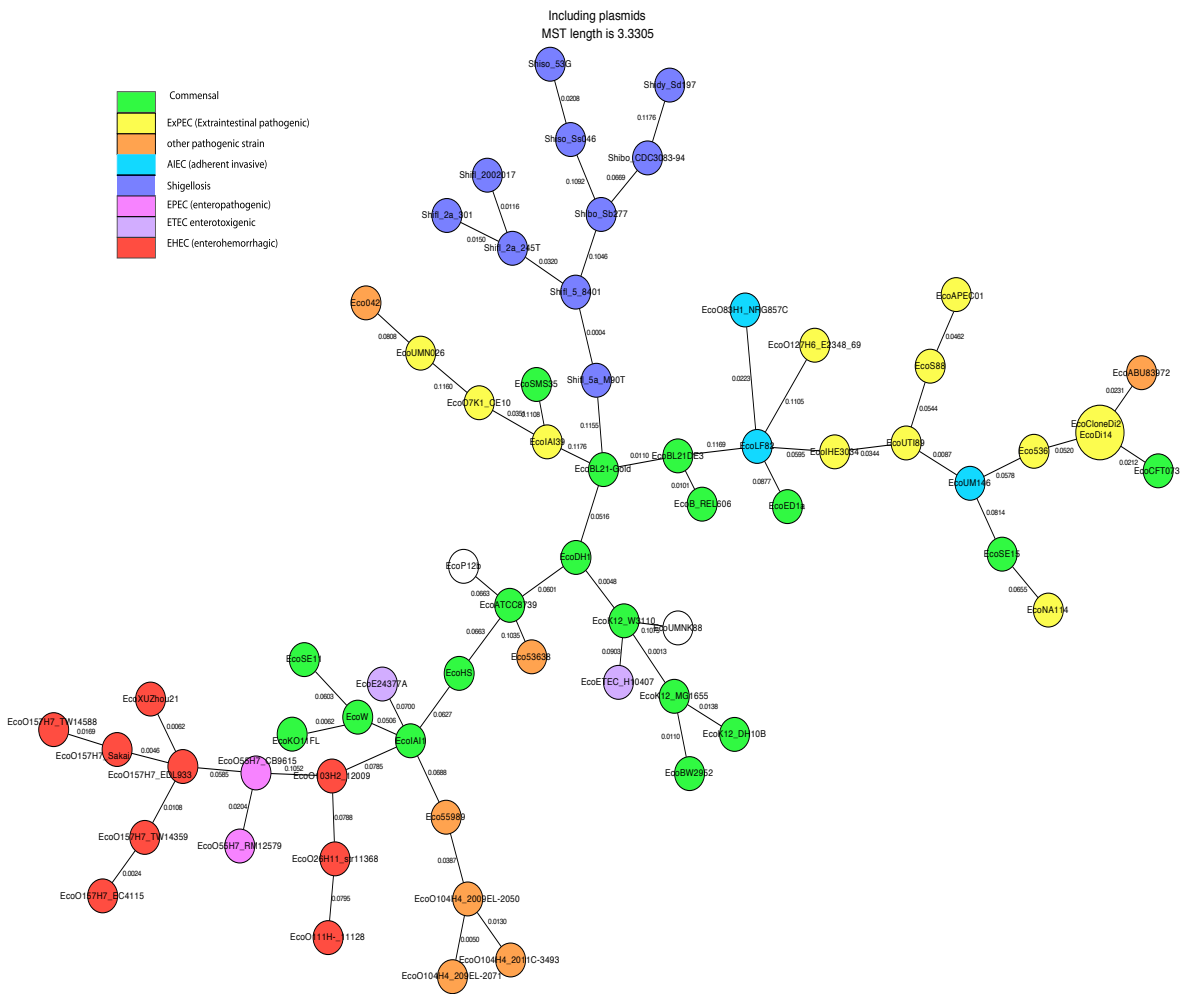 Including plasmids
MST length is 3.3305
Commensal
ExPEC (Extraintestinal pathogenic)
other pathogenic strain
AIEC (adherent invasive)
Shigellosis
EPEC (enteropathogenic)
ETEC enterotoxigenic
EHEC (enterohemorrhagic)
Shiso_53G
0.0208
Shidy_Sd197
0.1176
Shiso_Ss046
Shibo_CDC3083-94
0.1092
0.0669
Shifl_2002017
0.0116
Shifl_2a_301
0.0150
Shibo_Sb277
Shifl_2a_245T
0.0320
0.1046
Shifl_5_8401
0.0004
Eco042
0.0808
EcoUMN026
0.1160
EcoO7K1_CE10
0.0351
EcoSMS35
0.1108
Shifl_5a_M90T
0.1155
EcoIAI39
0.1176
EcoBL21-Gold
0.0110
EcoBL21DE3
0.0101
EcoB_REL606
0.1169
EcoO83H1_NRG857C
0.0223
EcoO127H6_E2348_69
0.1105
EcoLF82
0.0877
EcoED1a
0.0595
EcoIHE3034
0.0344
EcoAPEC01
0.0462
EcoS88
0.0544
EcoUTI89
0.0087
EcoUM146
0.0578
Eco536
0.0520
EcoCloneDi2
EcoDi14
EcoABU83972
0.0231
0.0212
EcoCFT073
0.0814
EcoSE15
0.0655
EcoNA114
0.0516
EcoDH1
0.0601
0.0048
EcoP12b
0.0663
EcoATCC8739
0.1035
Eco53638
0.0663
EcoK12_W3110
EcoUMNK88
0.0903
EcoETEC_H10407
0.0013
EcoK12_MG1655
0.0138
EcoK12_DH10B
0.0110
EcoBW2952
EcoHS
0.0627
EcoSE11
0.0603
EcoE24377A
0.0700
EcoW
0.0062
EcoKO11FL
0.0506
EcoIAI1
0.0785
0.0688
EcoXUZhou21
0.0062
EcoO157H7_TW14588
0.0169
EcoO157H7_Sakai
0.0046
EcoO157H7_EDL933
0.0585
EcoO55H7_CB9615
0.1052
EcoO103H2_12009
0.0108
0.0204
0.0788
EcoO157H7_TW14359
EcoO55H7_RM12579
0.0024
EcoO157H7_EC4115
EcoO26H11_str11368
0.0795
EcoO111H-_11128
Eco55989
0.0387
EcoO104H4_2009EL-2050
0.0130
0.0050
EcoO104H4_2011C-3493
EcoO104H4_209EL-2071